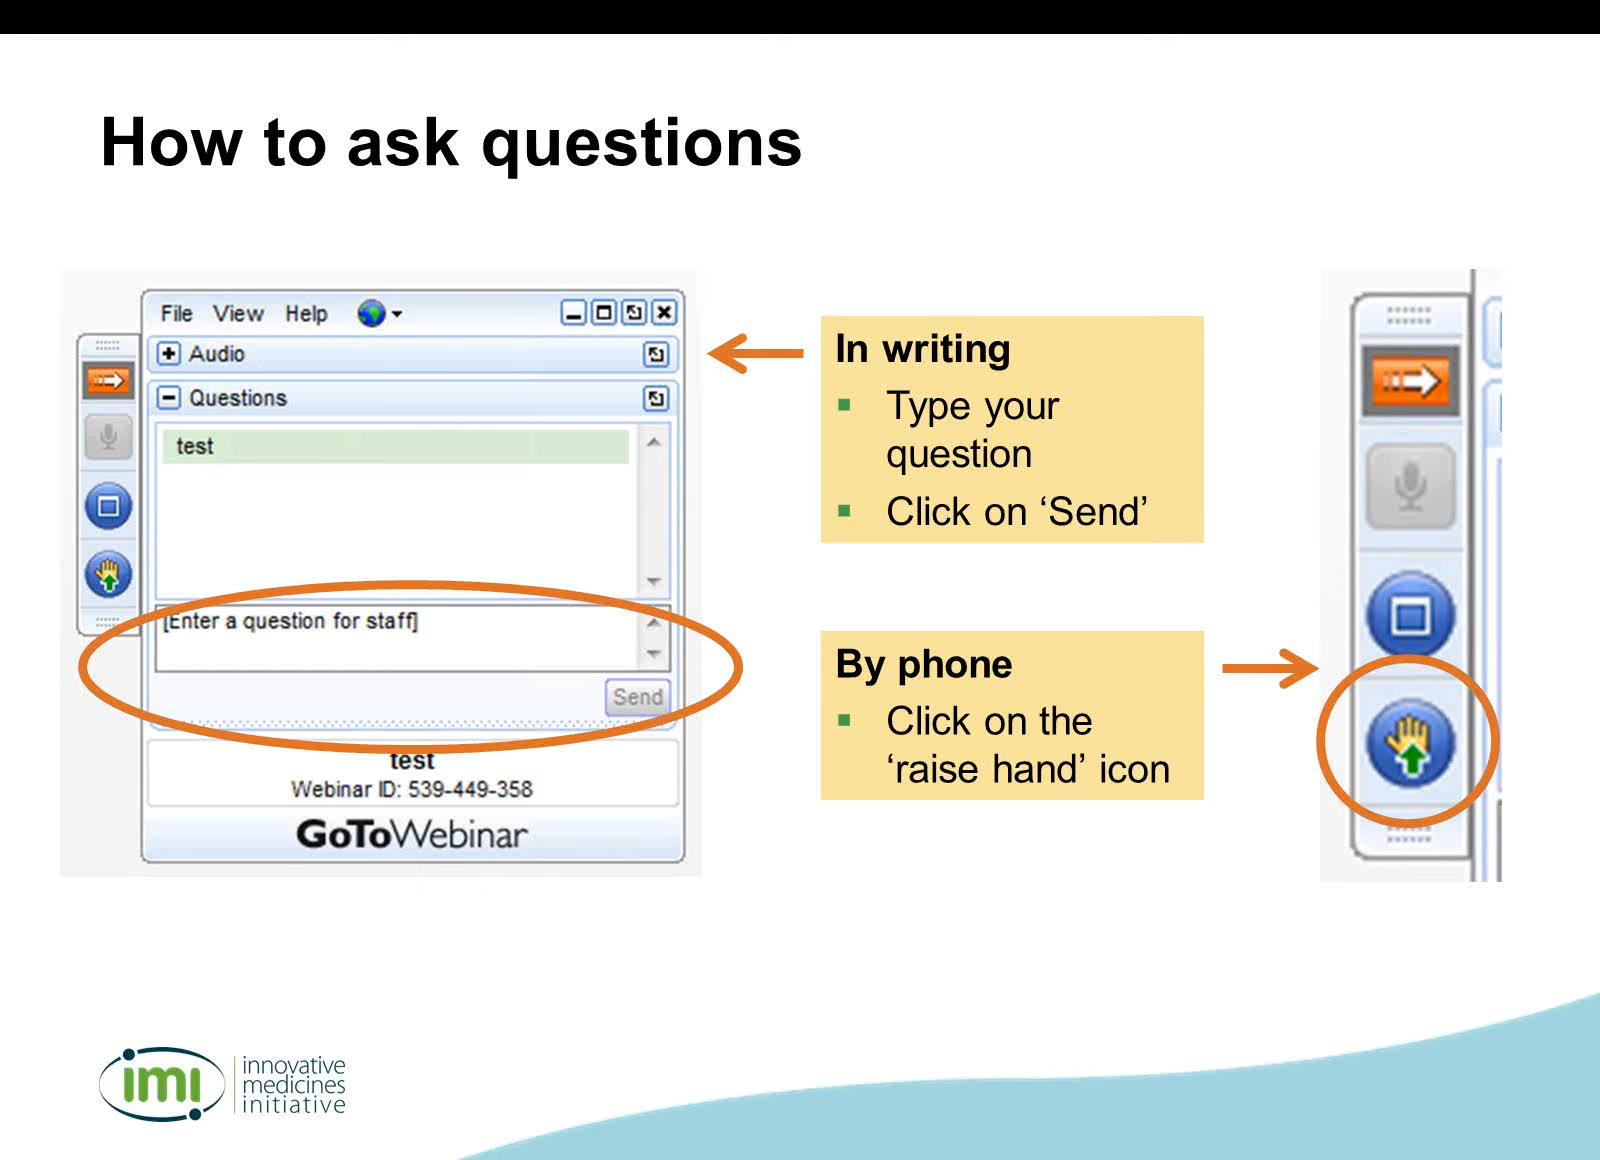 How to ask questions
File View Help
Audio
Questions
test
[Enter a question for staff]
Send
test
Webinar ID: 539-449-358
GoToWebinar
In writing
Type your
question
Click on ‘Send’
By phone
Click on the
‘raise hand’ icon
imi
innovative
medicines
initiative